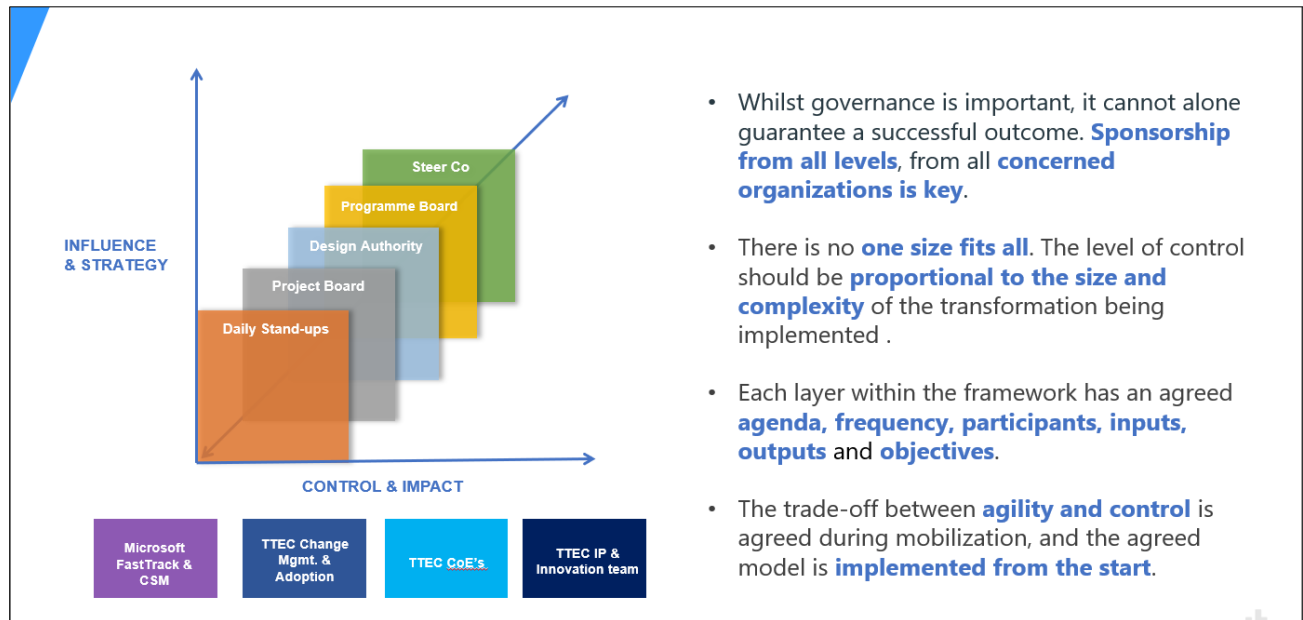 INFLUENCE
& STRATEGY
Steer Co
Programme Board
Design Authority
Project Board
Daily Stand-ups
CONTROL & IMPACT
Microsoft
FastTrack &
CSM
TTEC Change
Mgmt. &
Adoption
TTEC CoE's
TTEC IP &
Innovation team
• Whilst governance is important, it cannot alone
guarantee a successful outcome. Sponsorship
from all levels, from all concerned
organizations is key.
• There is no one size fits all. The level of control
should be proportional to the size and
complexity of the transformation being
implemented .
• Each layer within the framework has an agreed
agenda, frequency, participants, inputs,
outputs and objectives.
• The trade-off between agility and control is
agreed during mobilization, and the agreed
model is implemented from the start.